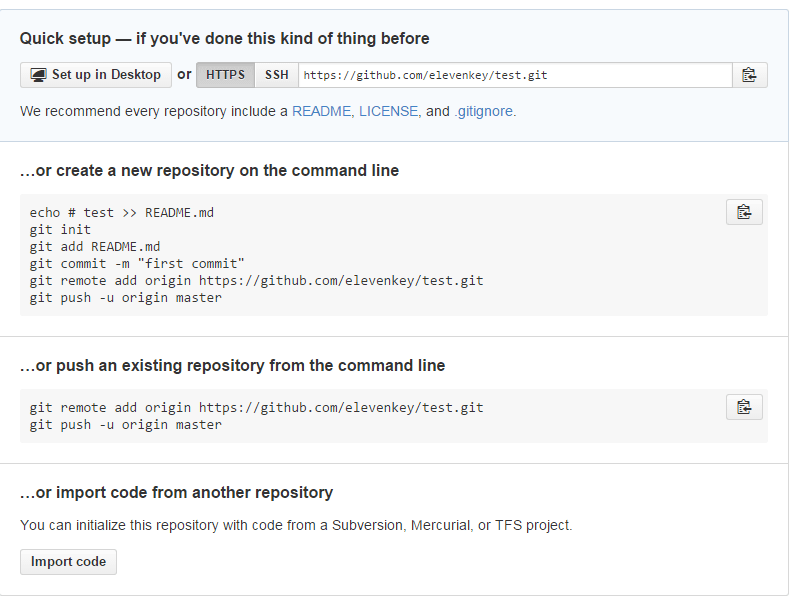 Quick setup — if you've done this kind of thing before
Set up in Desktop or HTTPS SSH https://github.com/elevenkey/test.git
We recommend every repository include a README, LICENSE, and .gitignore.
...or create a new repository on the command line
echo # test >> README.md
git init
git add README.md
git commit -m "first commit"
git remote add origin https://github.com/elevenkey/test.git
git push -u origin master
...or push an existing repository from the command line
git remote add origin https://github.com/elevenkey/test.git
git push -u origin master
...or import code from another repository
You can initialize this repository with code from a Subversion, Mercurial, or TFS project.
Import code